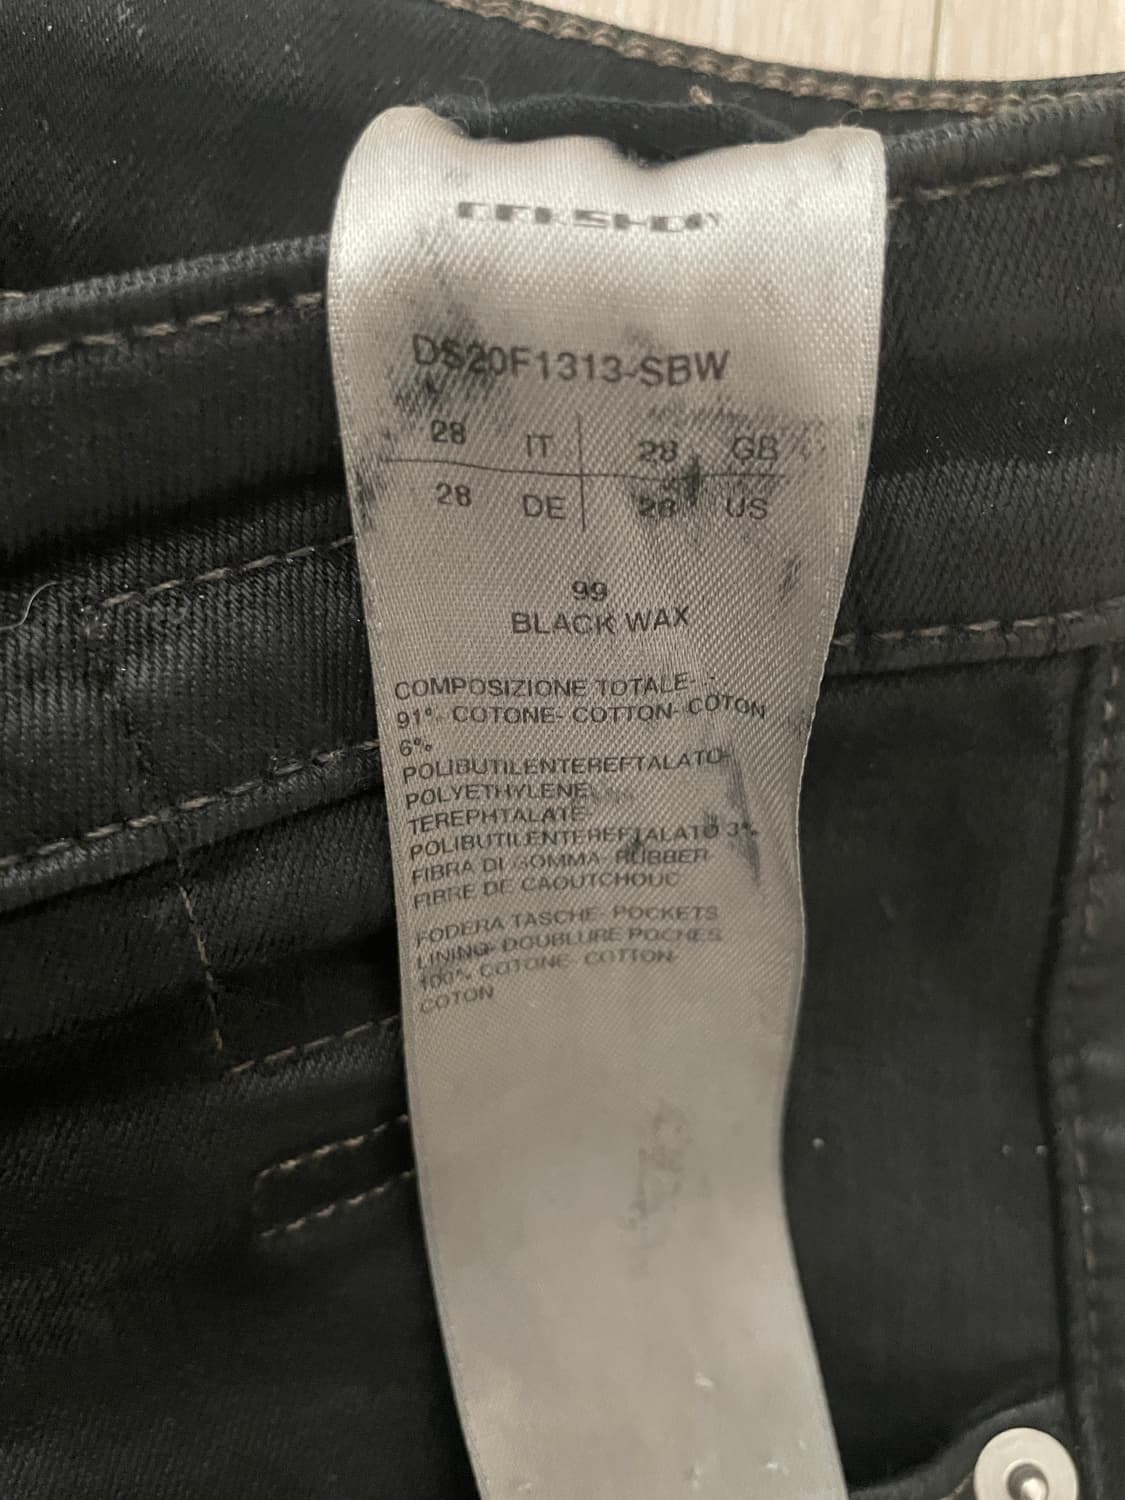 DRKSHDW
DS20F1313-SBW
28 IT 28 GB
28 DE 28 US
99
BLACK WAX
COMPOSIZIONE TOTALE- -
91% COTONE- COTTON- COTON
6%
POLIBUTILENTEREFTALATO-
POLYETHYLENE
TEREPHTALATE-
POLIBUTILENTEREFTALATO 3%
FIBRA DI GOMMA- RUBBER
FIBRE DE CAOUTCHOUC
FODERA TASCHE- POCKETS
LINING- DOUBLURE POCHES
100% COTONE- COTTON-
COTON